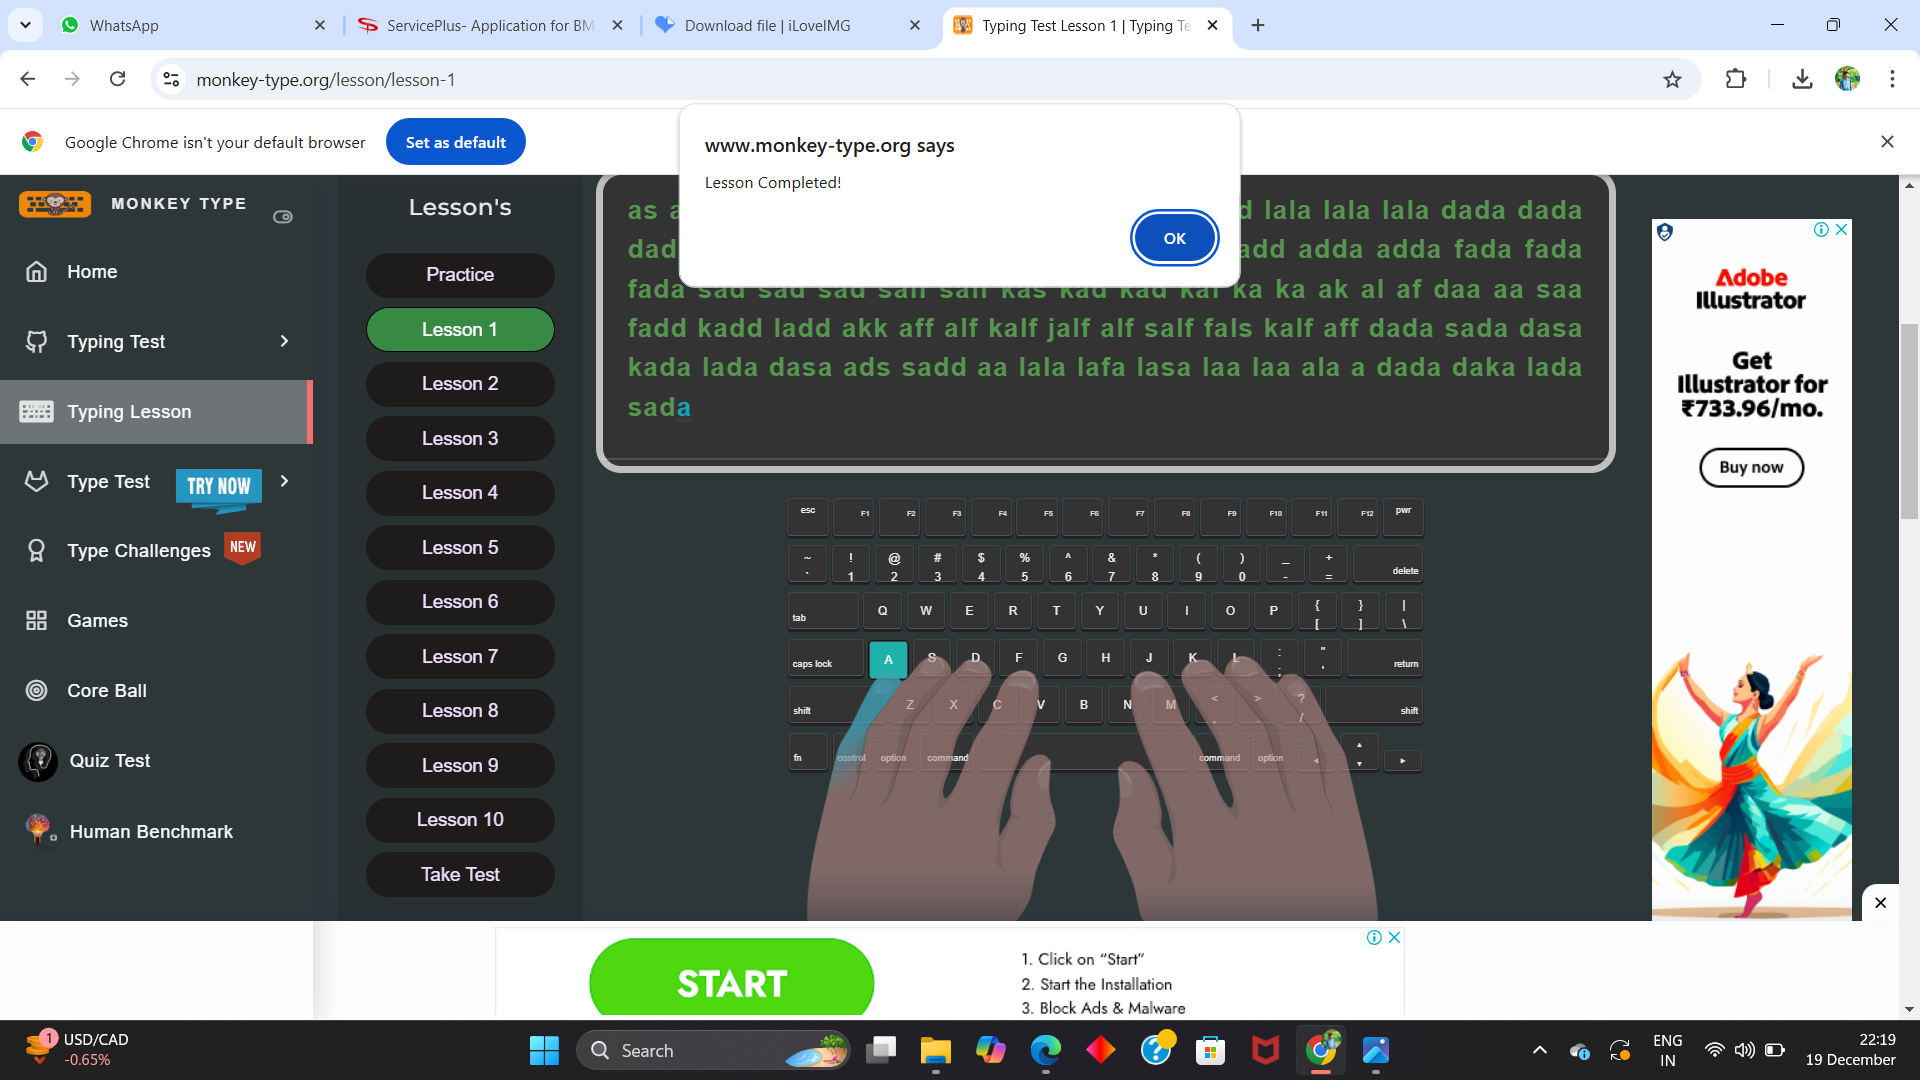 WhatsApp
ServicePlus- Application for BM
Download file | iLoveIMG
Typing Test Lesson 1 | Typing Te
monkey-type.org/lesson/lesson-1
Google Chrome isn't your default browser
Set as default
www.monkey-type.org says
Lesson Completed!
OK
MONKEY TYPE
Home
Typing Test
Typing Lesson
Type Test
TRY NOW
Type Challenges
NEW
Games
Core Ball
Quiz Test
Human Benchmark
Lesson's
Practice
Lesson 1
Lesson 2
Lesson 3
Lesson 4
Lesson 5
Lesson 6
Lesson 7
Lesson 8
Lesson 9
Lesson 10
Take Test
as lala lala lala dada dada
adda adda fada fada
fada sad sad sad salf salf kas kad kad kaf ka ka ak al af daa aa saa
fadd kadd ladd akk aff alf kalf jalf alf salf fals kalf aff dada sada dasa
kada lada dasa ads sadd aa lala lafa lasa laa laa ala a dada daka lada
sada
esc F1 F2 F3 F4 F5 F6 F7 F8 F9 F10 F11 F12 pwr
~ ! @ # $ % ^ & * ( ) _ +
` 1 2 3 4 5 6 7 8 9 0 - = delete
tab Q W E R T Y U I O P { [ } ] | \
caps lock A S D F G H J K L : ; " ' return
shift Z X C V B N M < , > . ? / shift
fn control option command command option
Adobe
Illustrator
Get
Illustrator for
₹733.96/mo.
Buy now
START
1. Click on “Start”
2. Start the Installation
3. Block Ads & Malware
1
USD/CAD
-0.65%
Search
ENG
IN
22:19
19 December